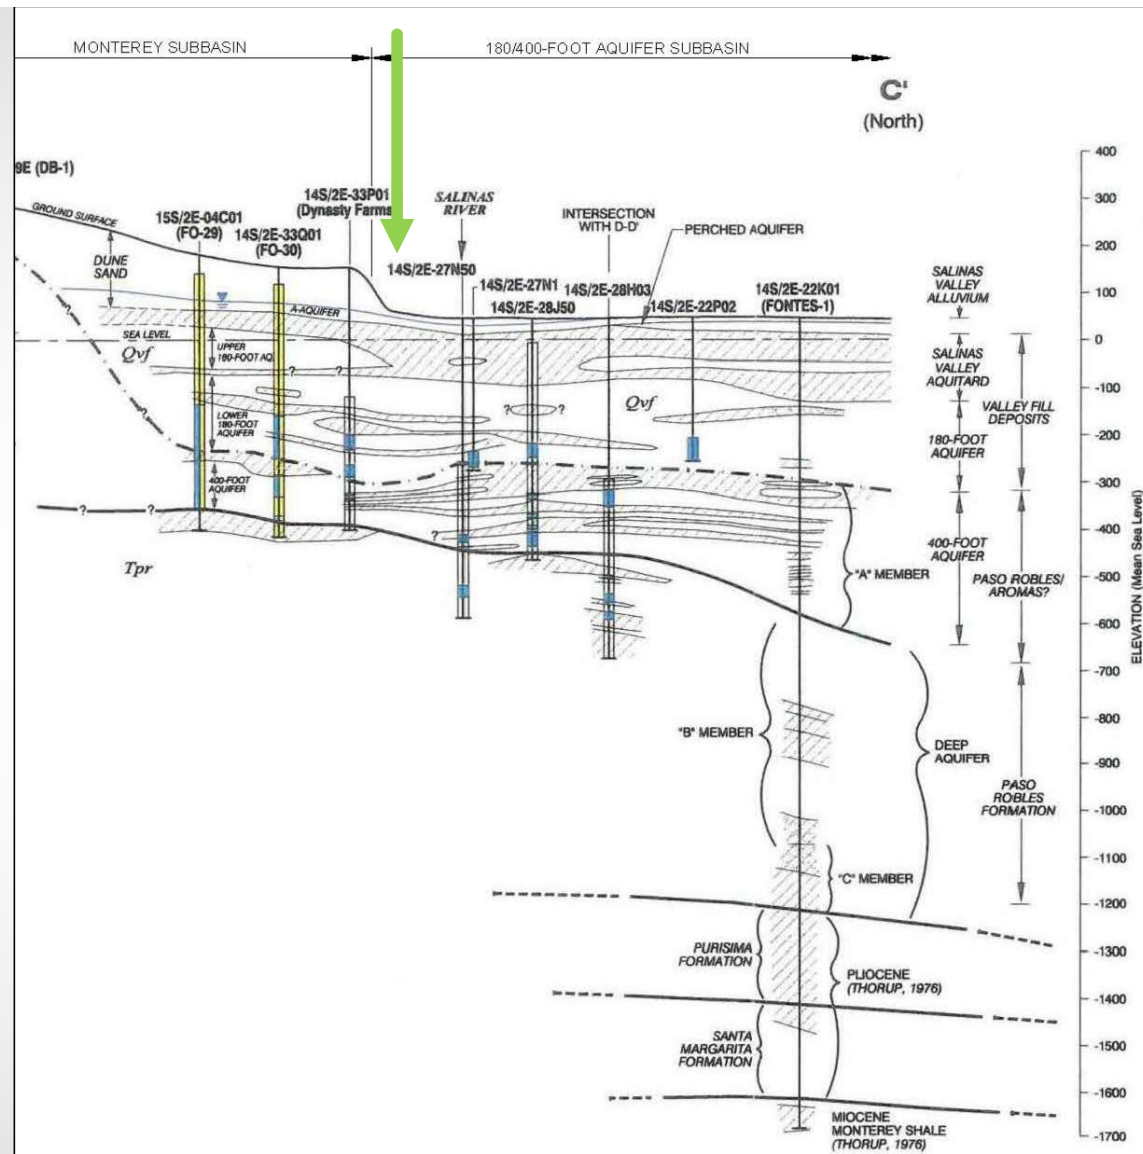 MONTEREY SUBBASIN
180/400-FOOT AQUIFER SUBBASIN
C'
(North)
9E (DB-1)
GROUND SURFACE
DUNE
SAND
15S/2E-04C01
(FO-29)
14S/2E-33Q01
(FO-30)
14S/2E-33P01
(Dynasty Farms
SALINAS
RIVER
14S/2E-27N50
14S/2E-27N1
14S/2E-28J50
INTERSECTION
WITH D-D'
14S/2E-28H03
PERCHED AQUIFER
14S/2E-22P02
14S/2E-22K01
(FONTES-1)
A-AQUIFER
SEA LEVEL
Qvf
UPPER
180-FOOT AQ.
? ?
LOWER
180-FOOT
AQUIFER
400-FOOT
AQUIFER
? ?
Tpr
?
? ?
?
Qvf
"A" MEMBER
"B" MEMBER
"C" MEMBER
DEEP
AQUIFER
PURISIMA
FORMATION
PLIOCENE
(THORUP, 1976)
SANTA
MARGARITA
FORMATION
MIOCENE
MONTEREY SHALE
(THORUP, 1976)
SALINAS
VALLEY
ALLUVIUM
SALINAS
VALLEY
AQUITARD
180-FOOT
AQUIFER
400-FOOT
AQUIFER
VALLEY FILL
DEPOSITS
PASO ROBLES/
AROMAS?
PASO
ROBLES
FORMATION
400
300
200
100
0
-100
-200
-300
-400
-500
-600
-700
-800
-900
-1000
-1100
-1200
-1300
-1400
-1500
-1600
-1700
ELEVATION (Mean Sea Level)